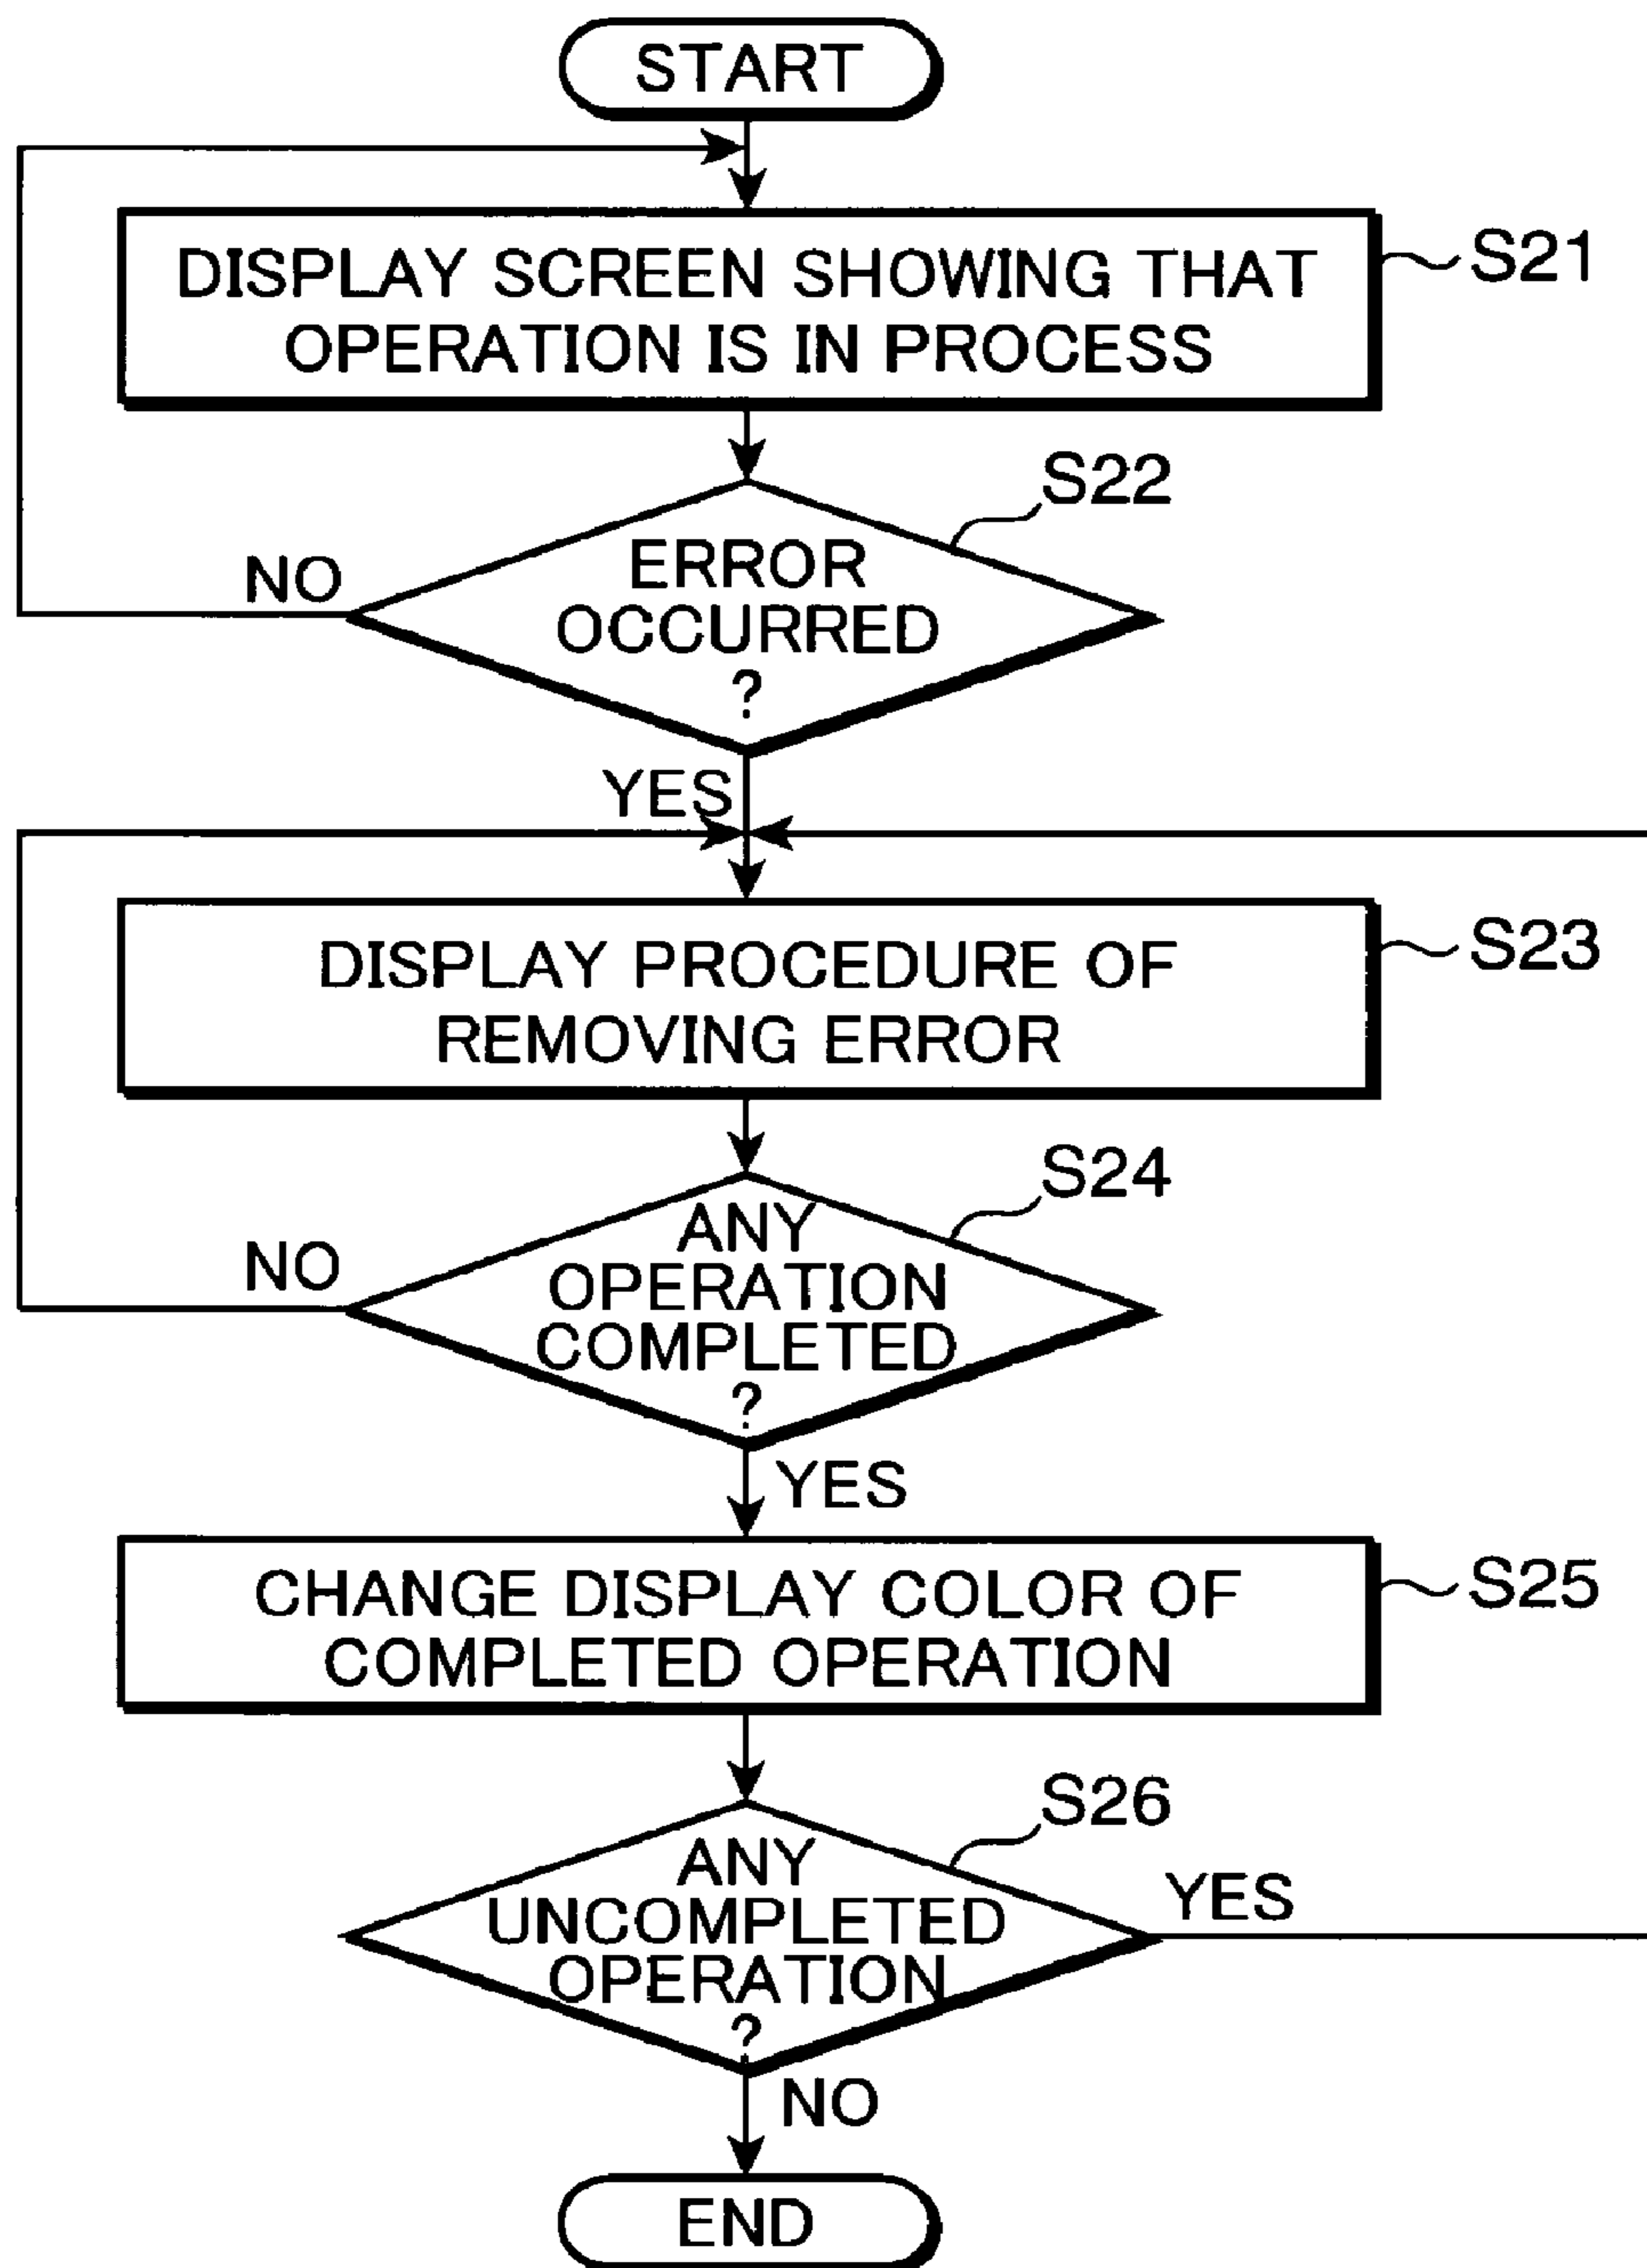 START
DISPLAY SCREEN SHOWING THAT
OPERATION IS IN PROCESS
S21
S22
ERROR
OCCURRED
?
NO
YES
DISPLAY PROCEDURE OF
REMOVING ERROR
S23
S24
ANY
OPERATION
COMPLETED
?
NO
YES
CHANGE DISPLAY COLOR OF
COMPLETED OPERATION
S25
S26
ANY
UNCOMPLETED
OPERATION
?
YES
NO
END